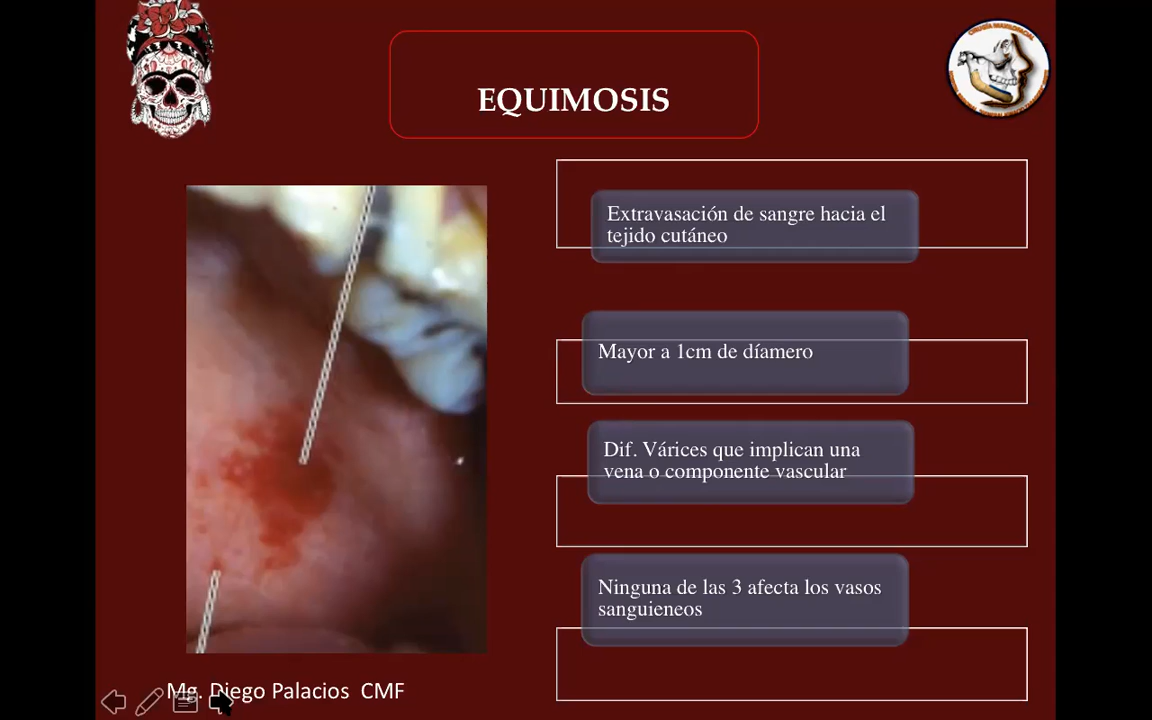 EQUIMOSIS
Extravasación de sangre hacia el
tejido cutáneo
Mayor a 1cm de díamero
Dif. Várices que implican una
vena o componente vascular
Ninguna de las 3 afecta los vasos
sanguieneos
Mg. Diego Palacios CMF